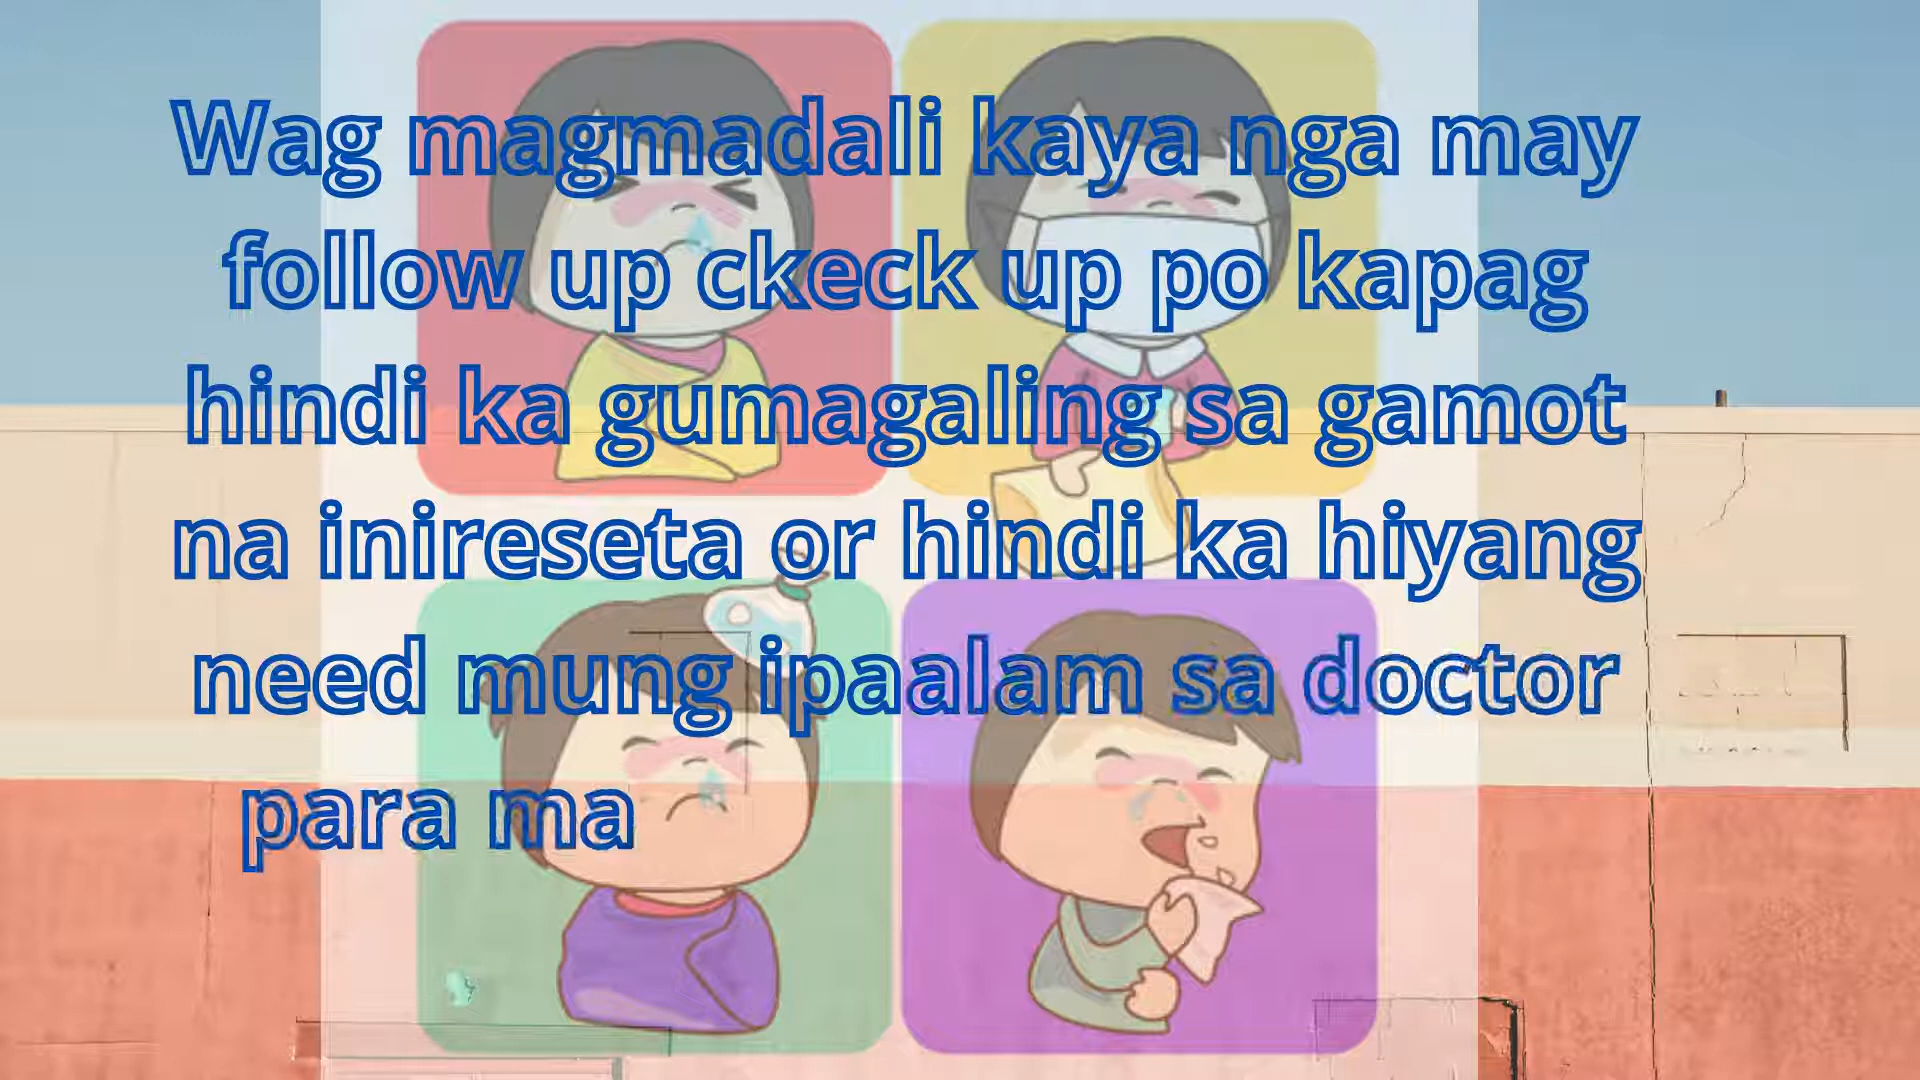 Wag magmadali kaya nga may
follow up ckeck up po kapag
hindi ka gumagaling sa gamot
na inireseta or hindi ka hiyang
need mung ipaalam sa doctor
para ma